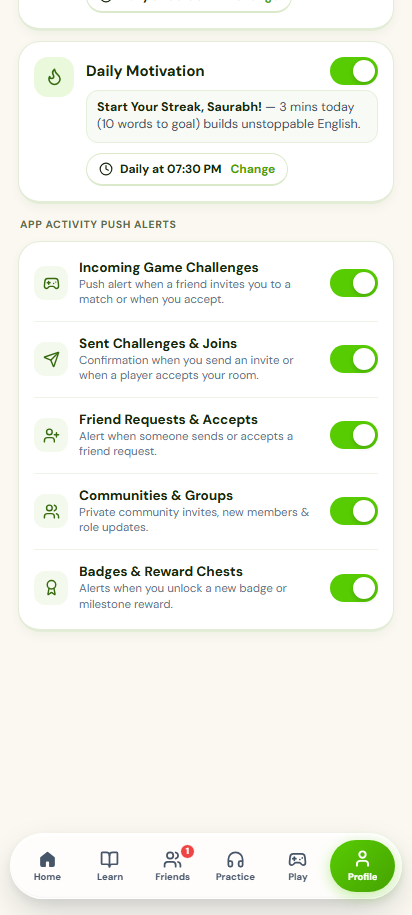 Daily Motivation
Start Your Streak, Saurabh! — 3 mins today
(10 words to goal) builds unstoppable English.
Daily at 07:30 PM Change
APP ACTIVITY PUSH ALERTS
Incoming Game Challenges
Push alert when a friend invites you to a
match or when you accept.
Sent Challenges & Joins
Confirmation when you send an invite or
when a player accepts your room.
Friend Requests & Accepts
Alert when someone sends or accepts a
friend request.
Communities & Groups
Private community invites, new members &
role updates.
Badges & Reward Chests
Alerts when you unlock a new badge or
milestone reward.
1
Home Learn Friends Practice Play Profile